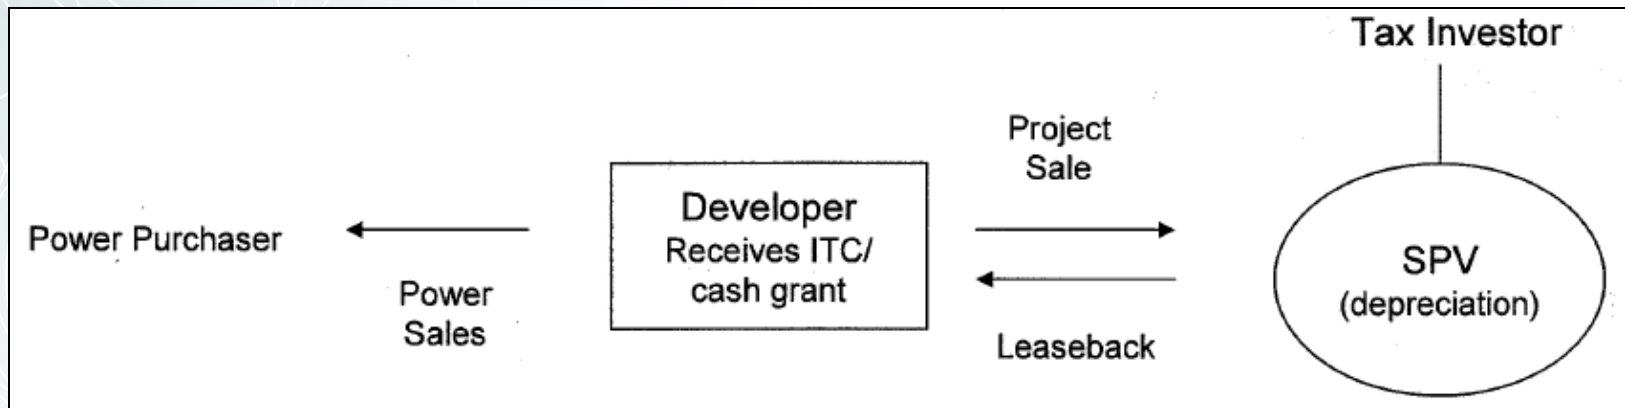 Tax Investor
Project
Sale
Developer
Receives ITC/
cash grant
Power Purchaser
Power
Sales
SPV
(depreciation)
Leaseback